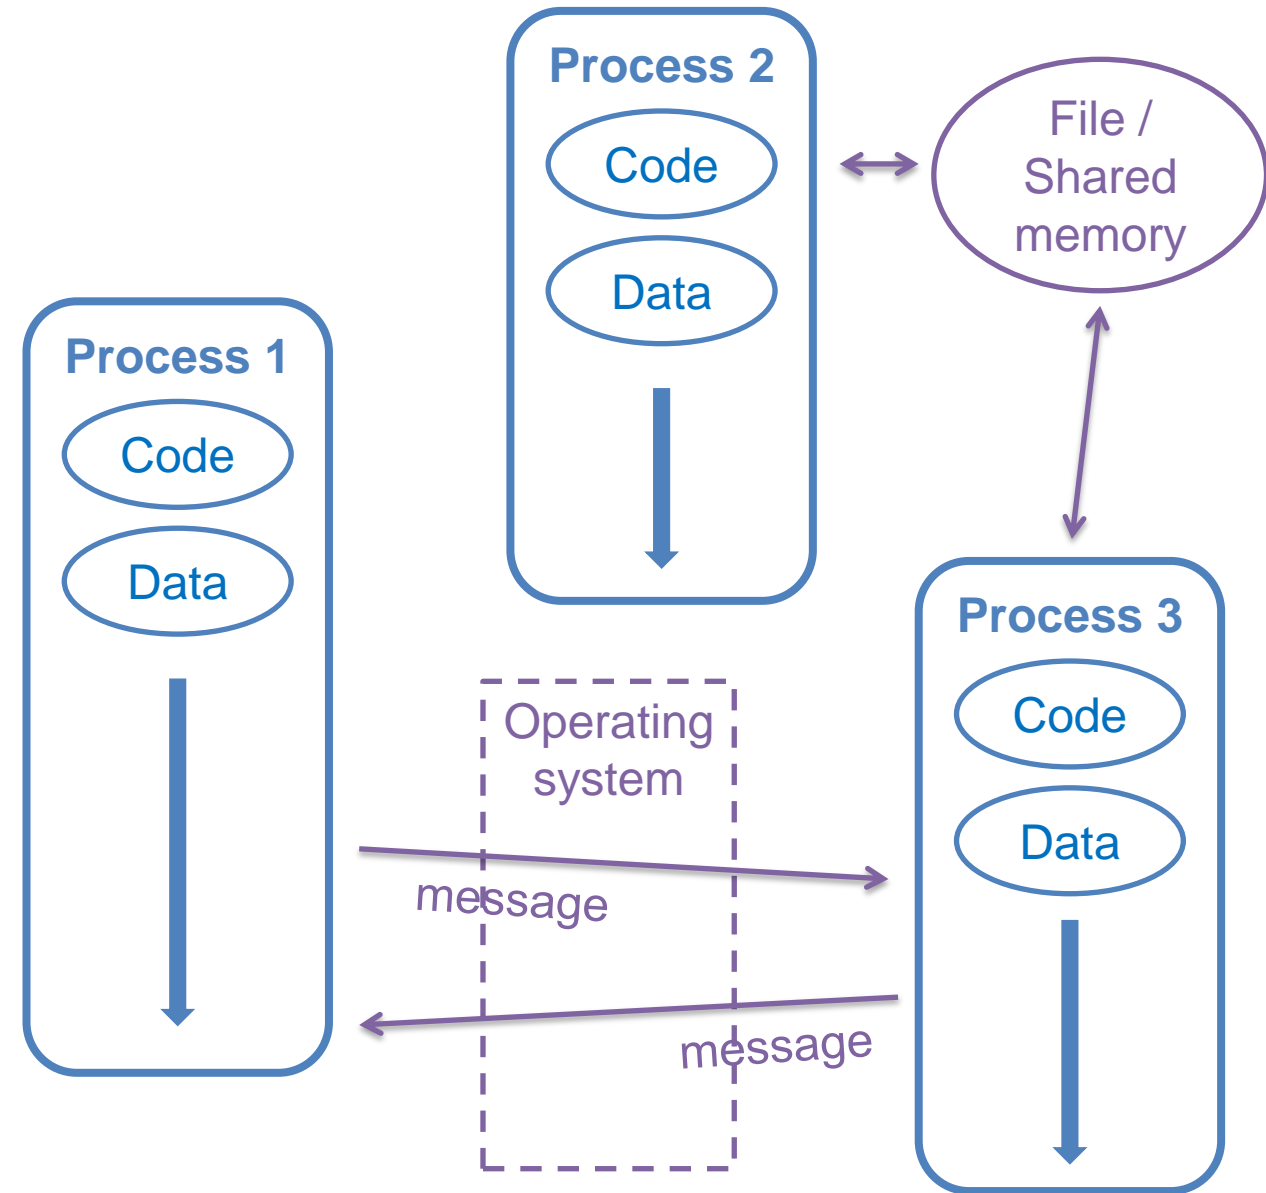 Process 2
Code
Data
File /
Shared
memory
Process 1
Code
Data
Operating
system
message
message
Process 3
Code
Data